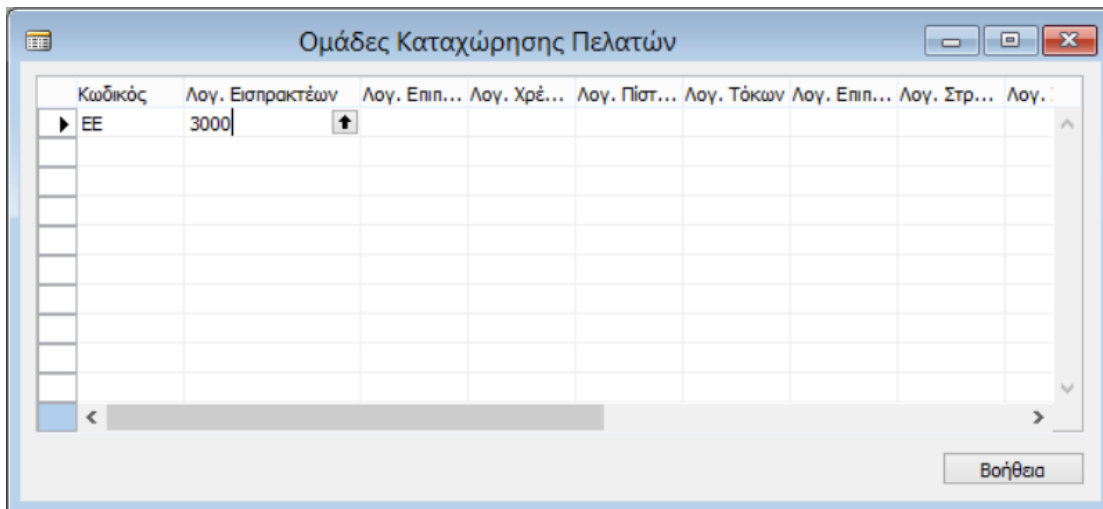 Ομάδες Καταχώρησης Πελατών
Κωδικός Λογ. Εισπρακτέων Λογ. Επιπ... Λογ. Χρέ... Λογ. Πίστ... Λογ. Τόκων Λογ. Επιπ... Λογ. Στρ... Λογ.
ΕΕ 3000
Βοήθεια